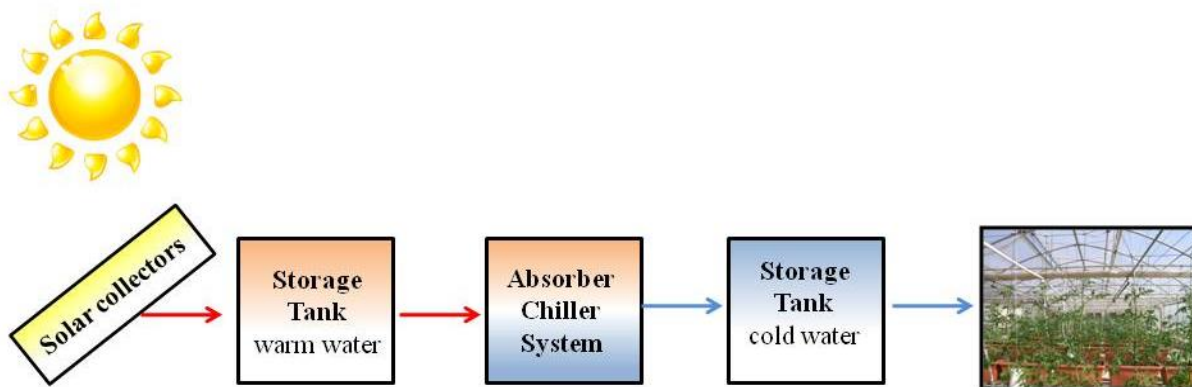 Solar collectors
Storage
Tank
warm water
Absorber
Chiller
System
Storage
Tank
cold water